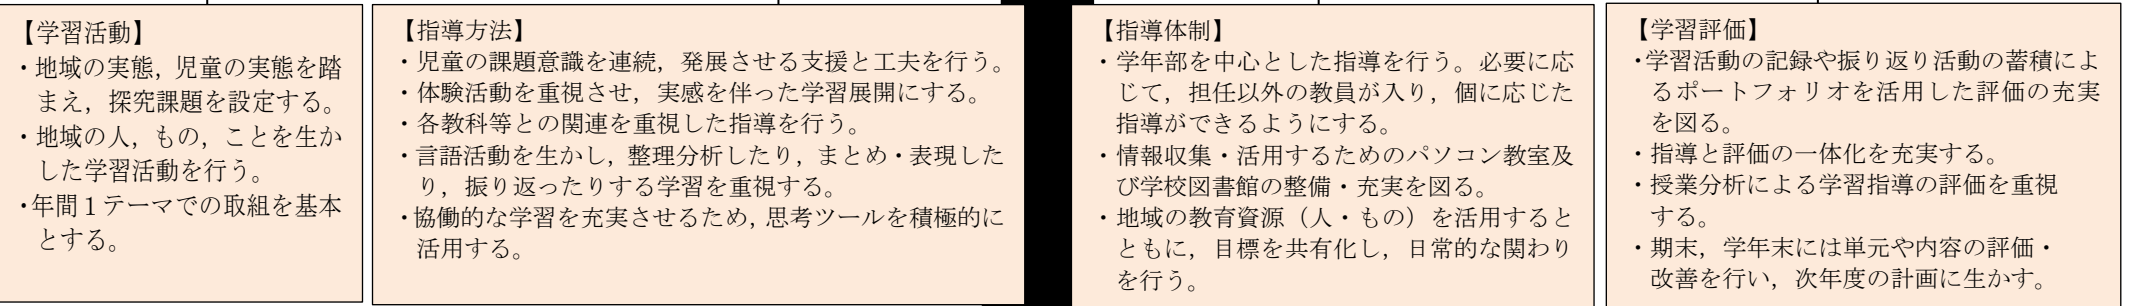 【学習活動】
・地域の実態，児童の実態を踏
まえ，探究課題を設定する。
・地域の人，もの，ことを生か
した学習活動を行う。
・年間１テーマでの取組を基本
とする。
【指導方法】
・児童の課題意識を連続，発展させる支援と工夫を行う。
・体験活動を重視させ，実感を伴った学習展開にする。
・各教科等との関連を重視した指導を行う。
・言語活動を生かし，整理分析したり，まとめ・表現した
り，振り返ったりする学習を重視する。
・協働的な学習を充実させるため，思考ツールを積極的に
活用する。
【指導体制】
・学年部を中心とした指導を行う。必要に応
じて，担任以外の教員が入り，個に応じた
指導ができるようにする。
・情報収集・活用するためのパソコン教室及
び学校図書館の整備・充実を図る。
・地域の教育資源（人・もの）を活用すると
ともに，目標を共有化し，日常的な関わり
を行う。
【学習評価】
・学習活動の記録や振り返り活動の蓄積によ
るポートフォリオを活用した評価の充実
を図る。
・指導と評価の一体化を充実する。
・授業分析による学習指導の評価を重視
する。
・期末，学年末には単元や内容の評価・
改善を行い，次年度の計画に生かす。